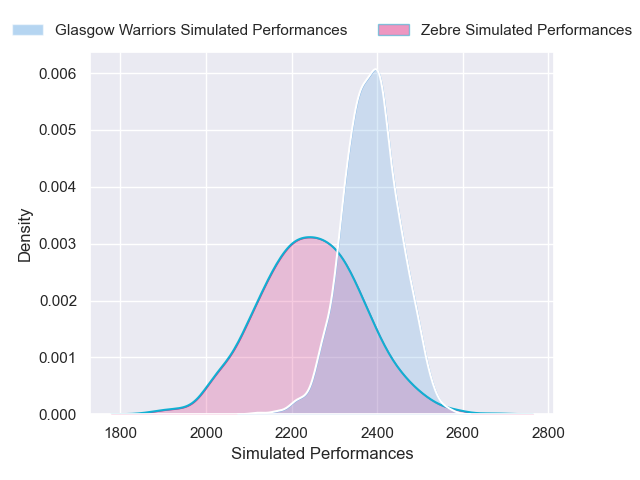 Glasgow Warriors Simulated Performances
Zebre Simulated Performances
0.006
0.005
0.004
0.003
0.002
0.001
0.000
Density
1800 2000 2200 2400 2600 2800
Simulated Performances